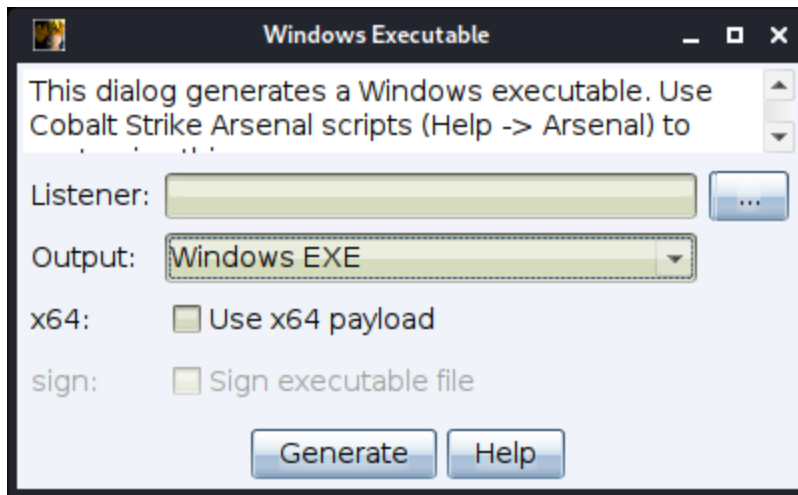 Windows Executable
This dialog generates a Windows executable. Use
Cobalt Strike Arsenal scripts (Help -> Arsenal) to
Listener: ...
Output: Windows EXE
x64: Use x64 payload
sign: Sign executable file
Generate Help